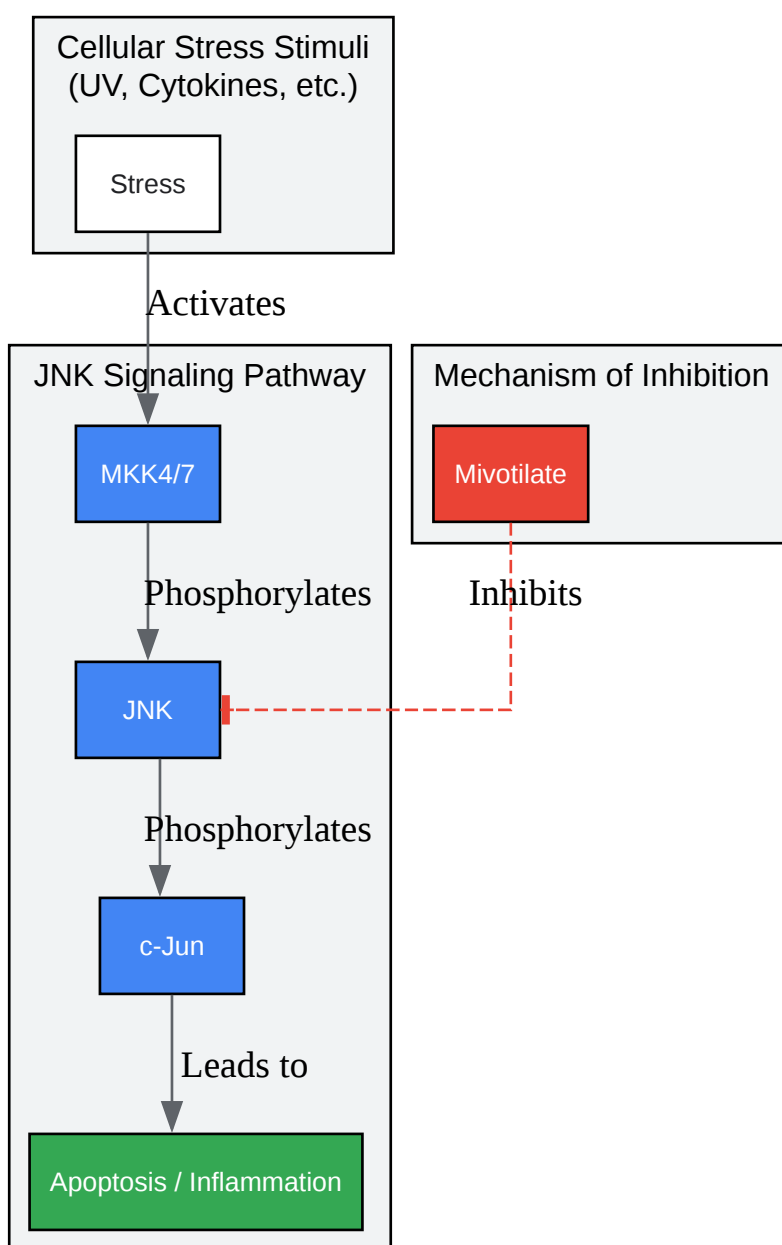 Cellular Stress Stimuli
(UV, Cytokines, etc.)
Stress
Activates
JNK Signaling Pathway
Mechanism of Inhibition
MKK4/7
Mivotilate
Phosphorylates
Inhibits
JNK
Phosphorylates
c-Jun
Leads to
Apoptosis / Inflammation